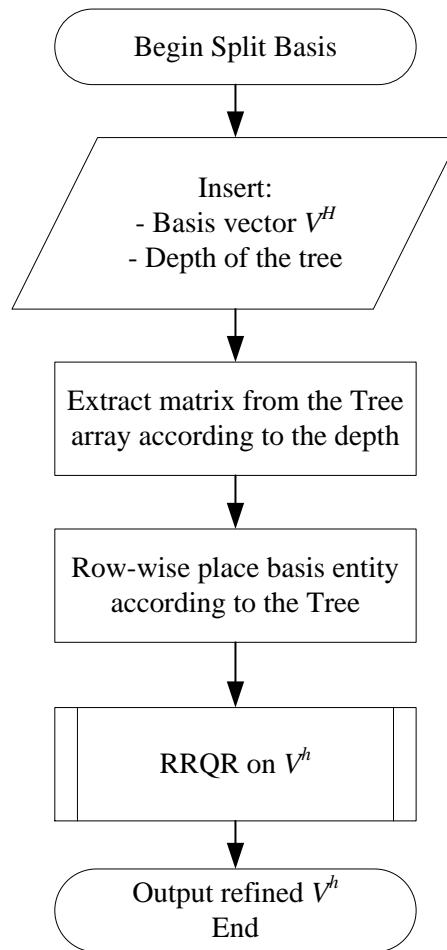 Begin Split Basis
Insert:
- Basis vector V^H
- Depth of the tree
Extract matrix from the Tree
array according to the depth
Row-wise place basis entity
according to the Tree
RRQR on V^h
Output refined V^h
End